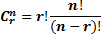 C_r^n = r! n!/(n − r)!